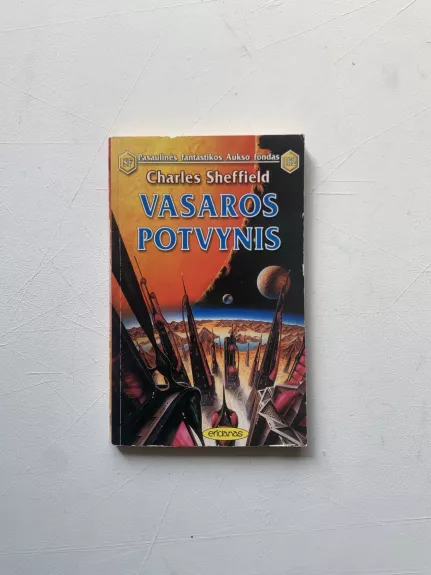 Pasaulinės fantastikos Aukso fondas
Charles Sheffield
VASAROS
POTVYNIS
eridanas